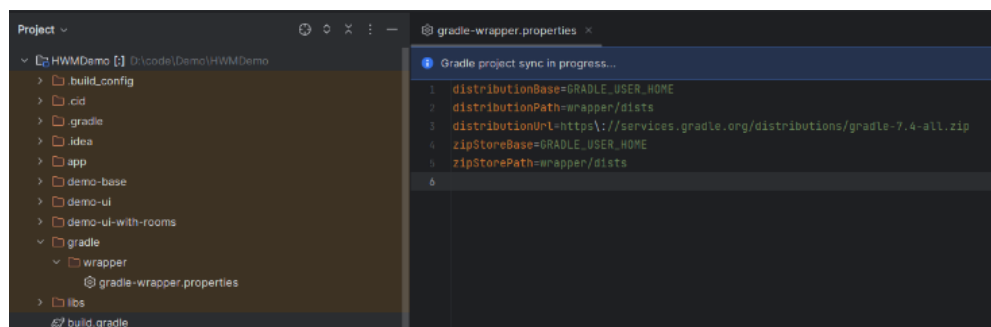 Project
HWMDemo [:] D:\code\Demo\HWMDemo
.build_config
.cid
.gradle
.idea
app
demo-base
demo-ui
demo-ui-with-rooms
gradle
wrapper
gradle-wrapper.properties
libs
build.gradle
gradle-wrapper.properties
Gradle project sync in progress...
1 distributionBase=GRADLE_USER_HOME
2 distributionPath=wrapper/dists
3 distributionUrl=https\://services.gradle.org/distributions/gradle-7.4-all.zip
4 zipStoreBase=GRADLE_USER_HOME
5 zipStorePath=wrapper/dists
6